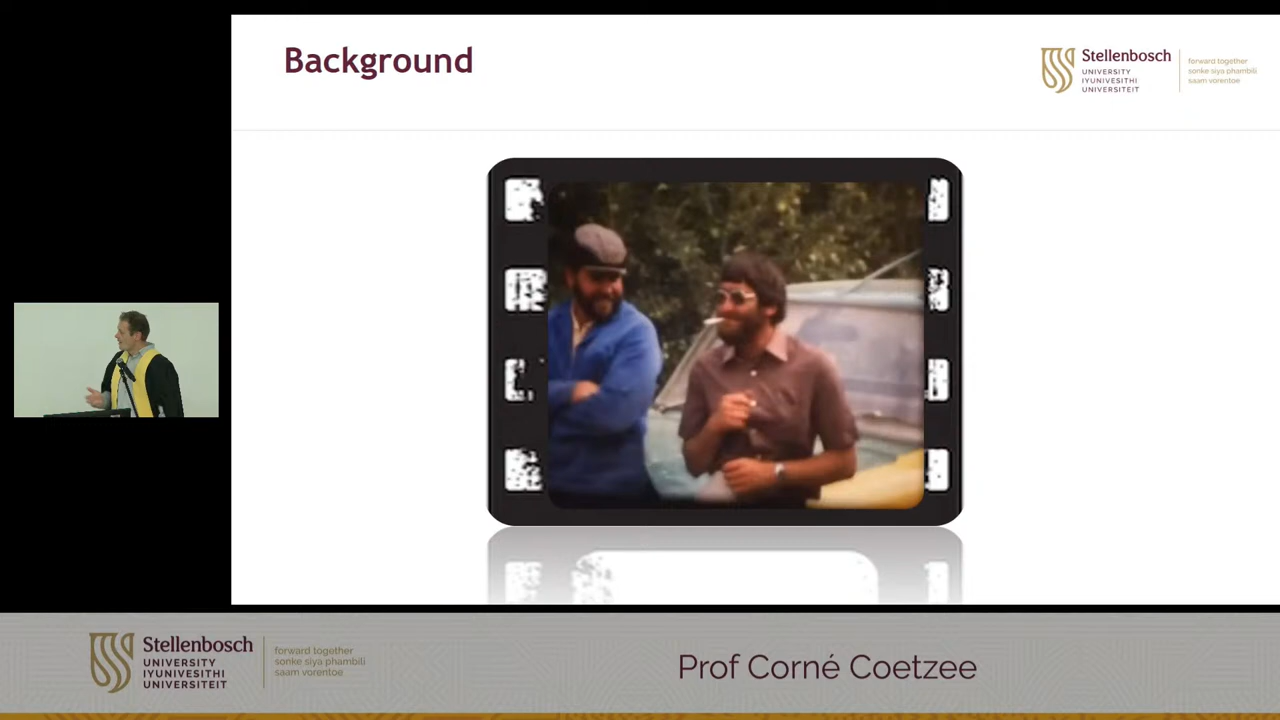 Background
Stellenbosch
UNIVERSITY
IYUNIVESITHI
UNIVERSITEIT
forward together
sonke siya phambili
saam vorentoe
Stellenbosch
UNIVERSITY
IYUNIVESITHI
UNIVERSITEIT
forward together
sonke siya phambili
saam vorentoe
Prof Corné Coetzee